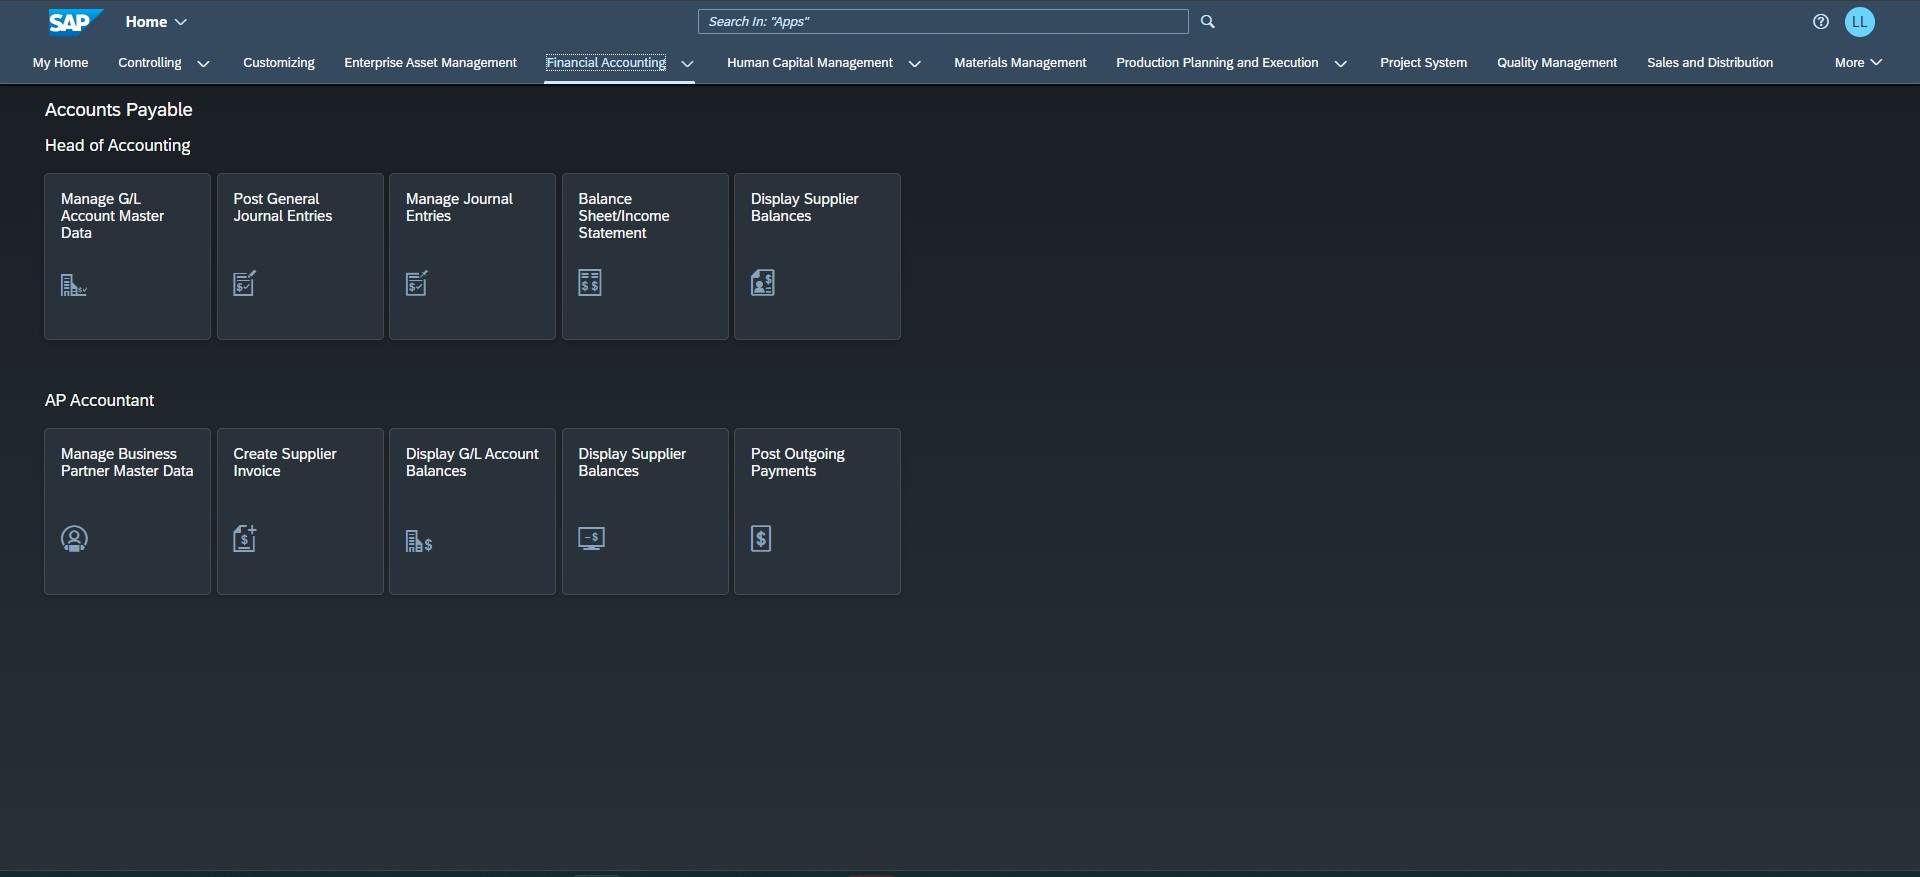 SAP Home
Search In: "Apps"
LL
My Home Controlling Customizing Enterprise Asset Management Financial Accounting Human Capital Management Materials Management Production Planning and Execution Project System Quality Management Sales and Distribution More
Accounts Payable
Head of Accounting
Manage G/L
Account Master
Data
Post General
Journal Entries
Manage Journal
Entries
Balance
Sheet/Income
Statement
Display Supplier
Balances
AP Accountant
Manage Business
Partner Master Data
Create Supplier
Invoice
Display G/L Account
Balances
Display Supplier
Balances
Post Outgoing
Payments